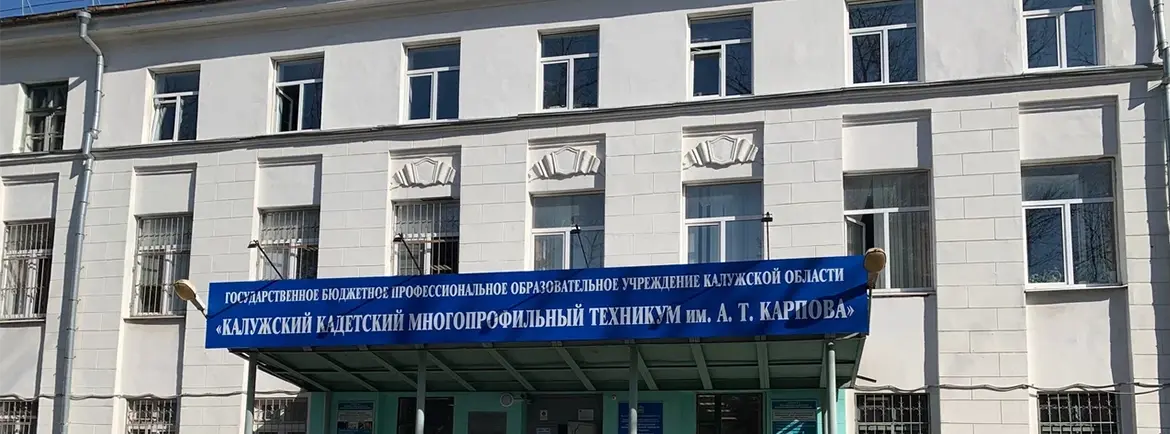 ГОСУДАРСТВЕННОЕ БЮДЖЕТНОЕ ПРОФЕССИОНАЛЬНОЕ ОБРАЗОВАТЕЛЬНОЕ УЧРЕЖДЕНИЕ КАЛУЖСКОЙ ОБЛАСТИ
«КАЛУЖСКИЙ КАДЕТСКИЙ МНОГОПРОФИЛЬНЫЙ ТЕХНИКУМ им. А. Т. КАРПОВА»